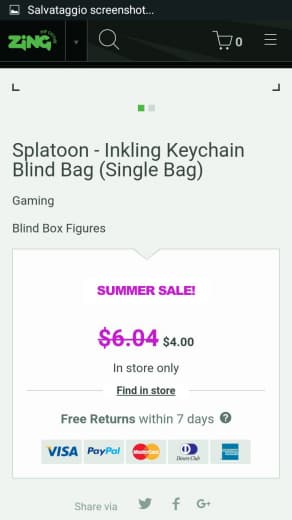 Salvataggio screenshot...
ZiNG
POP CULTURE
0
Splatoon - Inkling Keychain
Blind Bag (Single Bag)
Gaming
Blind Box Figures
SUMMER SALE!
$6.04 $4.00
In store only
Find in store
Free Returns within 7 days ?
VISA PayPal MasterCard Diners Club
Share via f G+